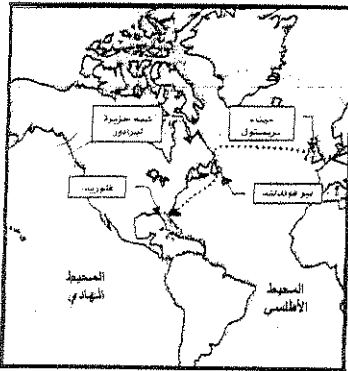 شبه جزيرة
لبرادور
ميناء
بريستول
فلوريدا
نيو فوندلاند
المحيط
الهادي
المحيط
الأطلسي